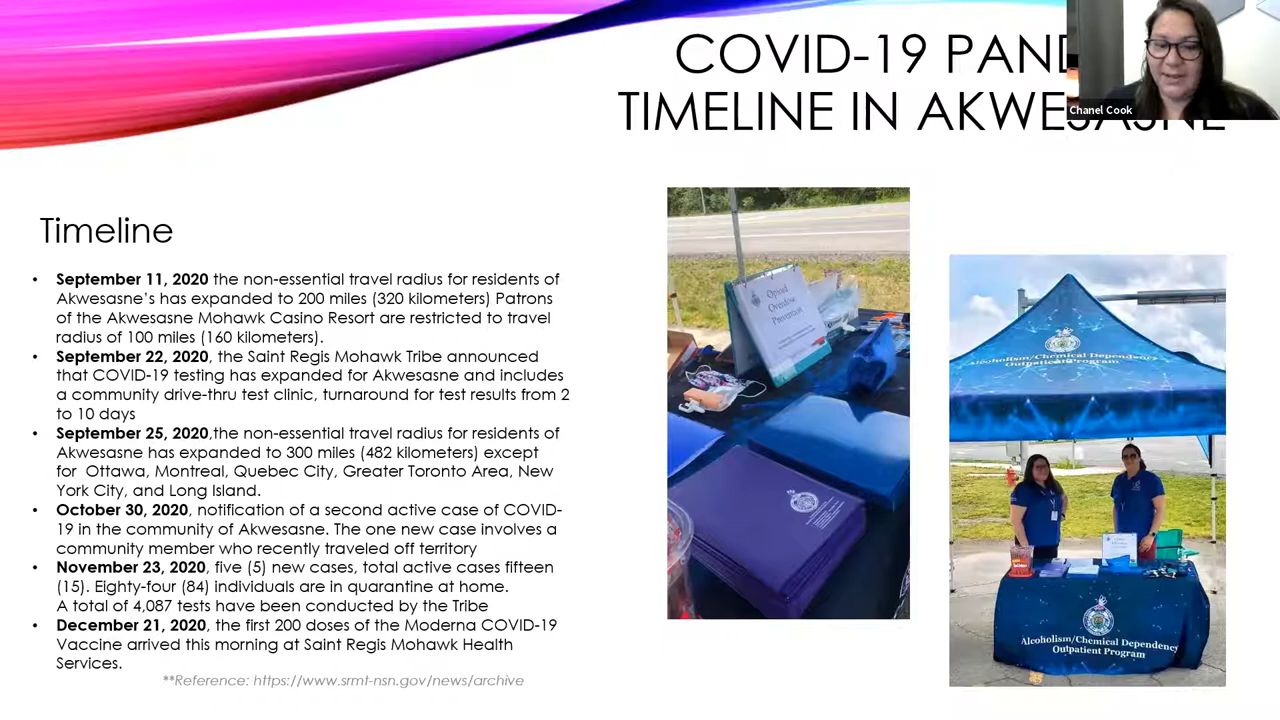 COVID-19 PAND
TIMELINE IN AKWESASNE
Chanel Cook
Timeline
• September 11, 2020 the non-essential travel radius for residents of
Akwesasne's has expanded to 200 miles (320 kilometers) Patrons
of the Akwesasne Mohawk Casino Resort are restricted to travel
radius of 100 miles (160 kilometers).
• September 22, 2020, the Saint Regis Mohawk Tribe announced
that COVID-19 testing has expanded for Akwesasne and includes
a community drive-thru test clinic, turnaround for test results from 2
to 10 days
• September 25, 2020,the non-essential travel radius for residents of
Akwesasne has expanded to 300 miles (482 kilometers) except
for Ottawa, Montreal, Quebec City, Greater Toronto Area, New
York City, and Long Island.
• October 30, 2020, notification of a second active case of COVID-
19 in the community of Akwesasne. The one new case involves a
community member who recently traveled off territory
• November 23, 2020, five (5) new cases, total active cases fifteen
(15). Eighty-four (84) individuals are in quarantine at home.
A total of 4,087 tests have been conducted by the Tribe
• December 21, 2020, the first 200 doses of the Moderna COVID-19
Vaccine arrived this morning at Saint Regis Mohawk Health
Services.
**Reference: https://www.srmt-nsn.gov/news/archive
Opioid
Overdose
Prevention
Alcoholism/Chemical Dependency
Outpatient Program
Alcoholism/Chemical Dependency
Outpatient Program